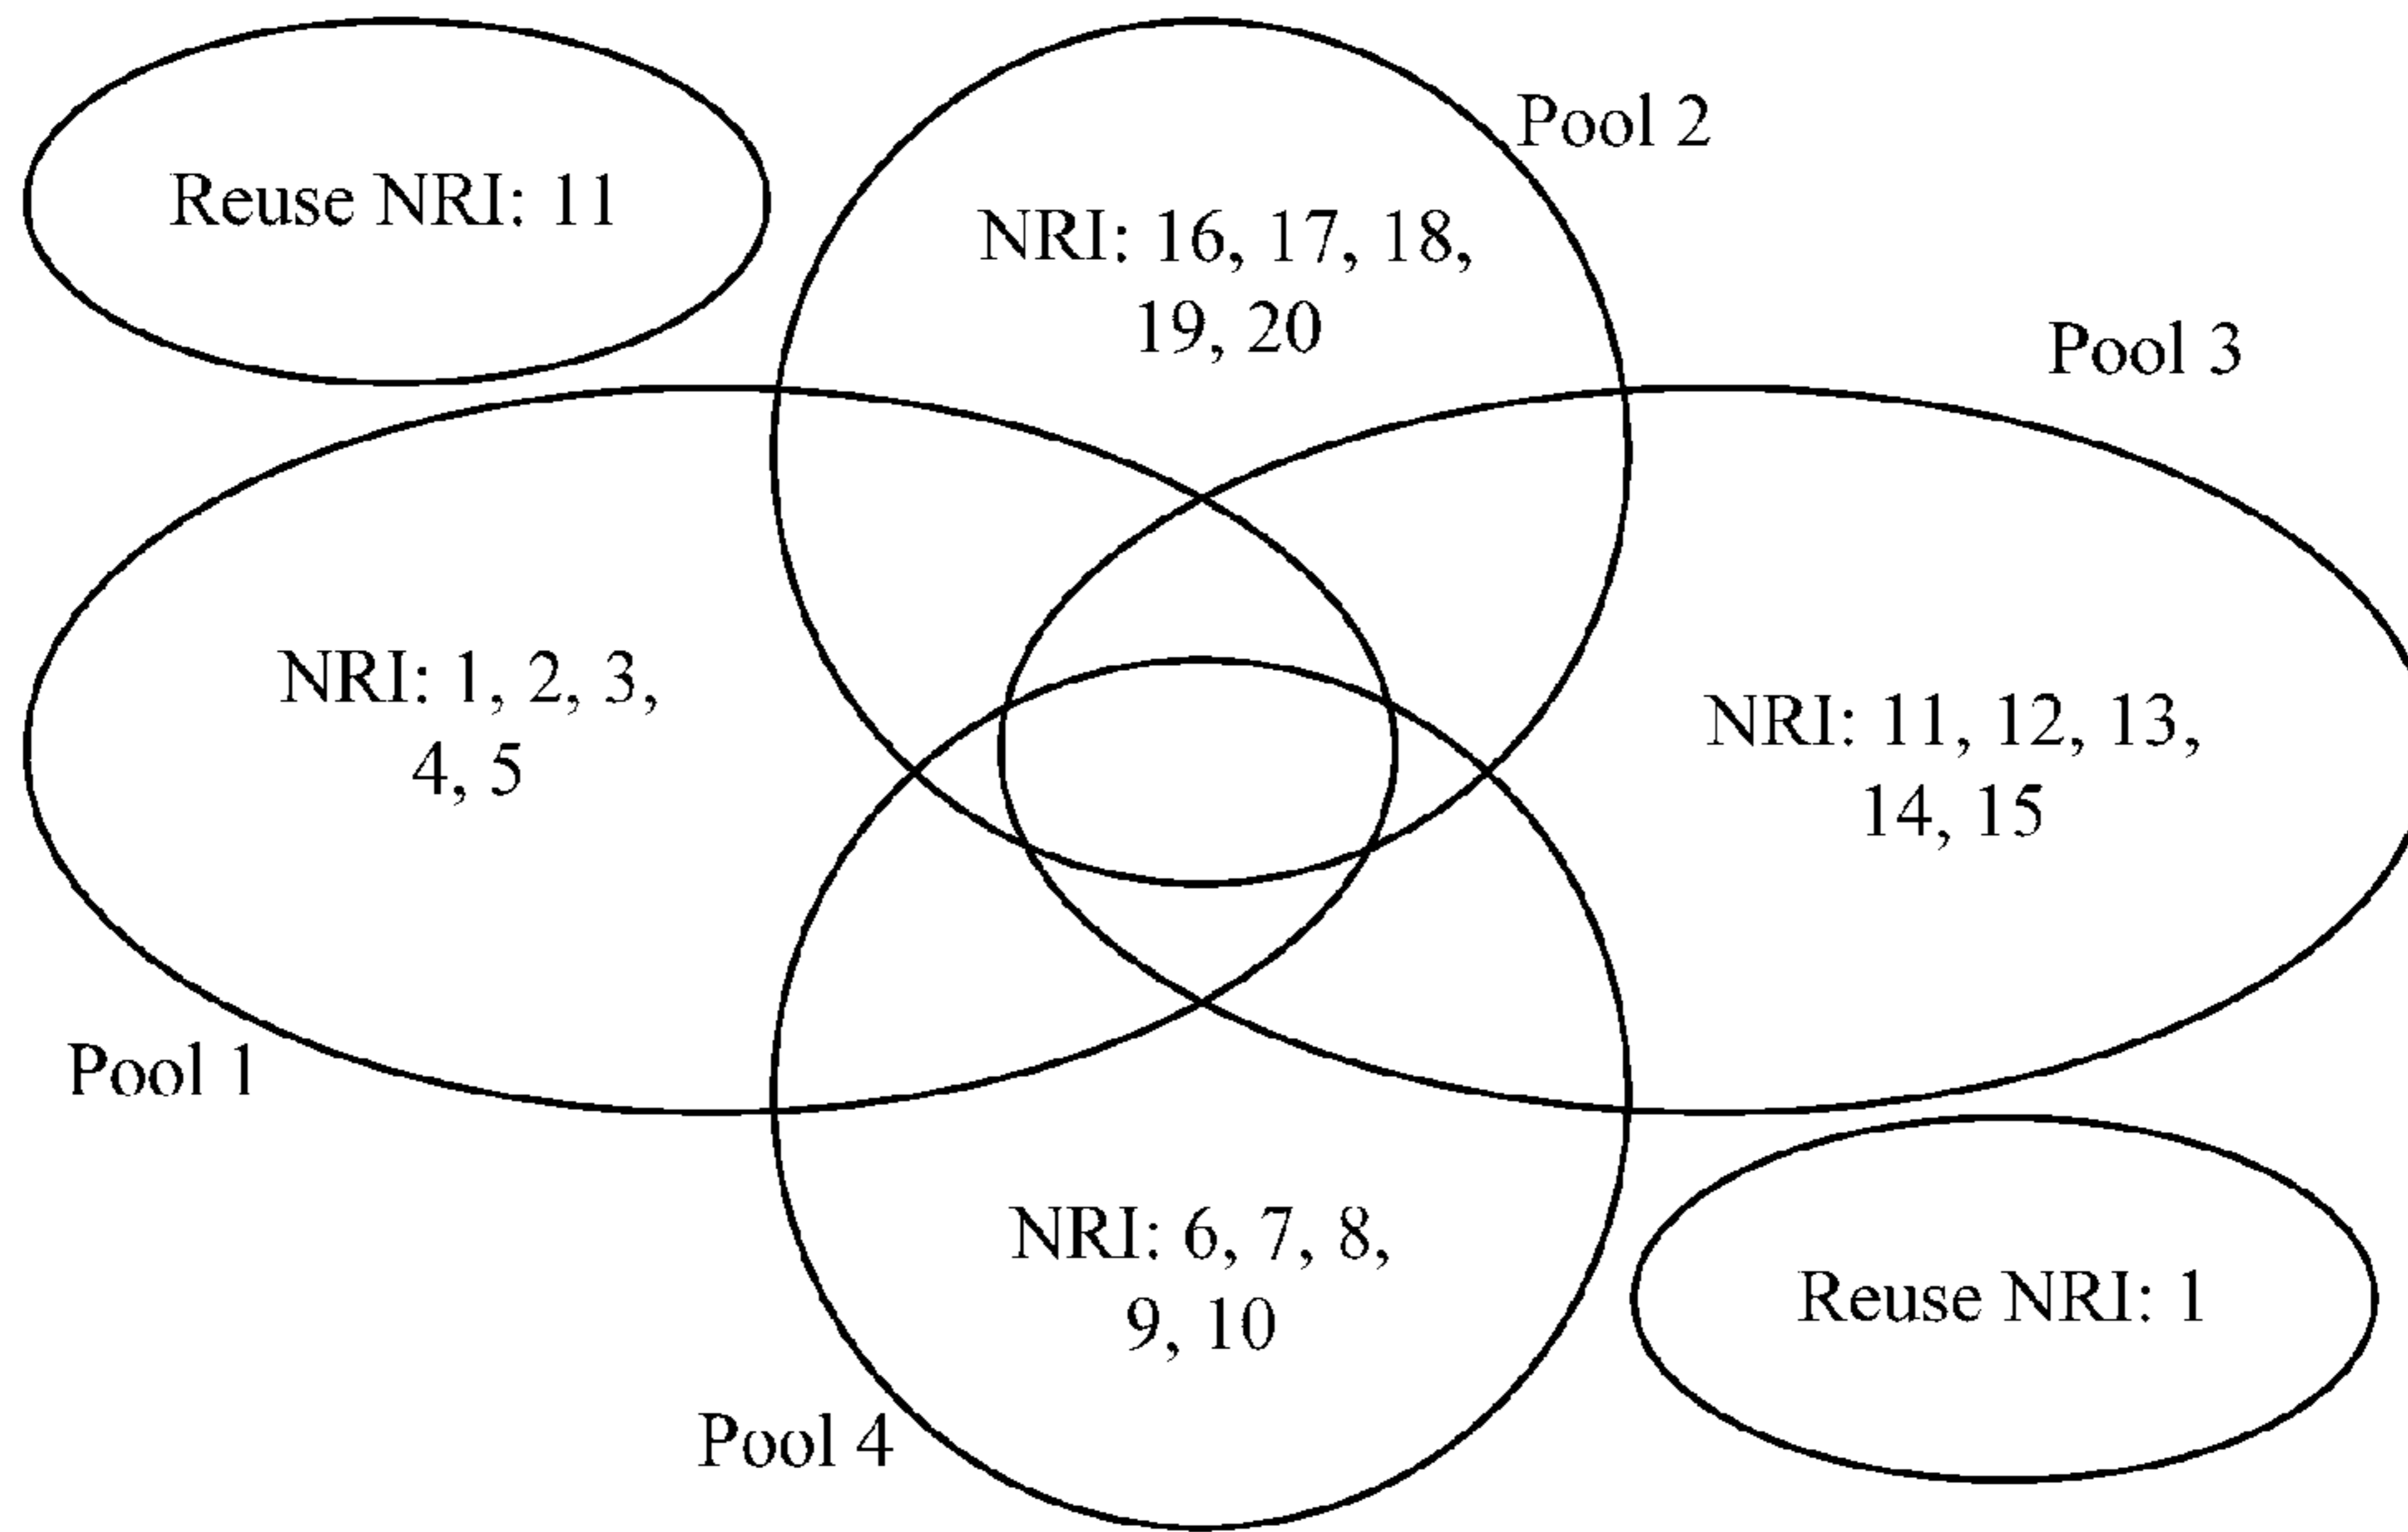 Reuse NRI: 11
Pool 2
NRI: 16, 17, 18,
19, 20
Pool 3
NRI: 1, 2, 3,
4, 5
NRI: 11, 12, 13,
14, 15
Pool 1
NRI: 6, 7, 8,
9, 10
Reuse NRI: 1
Pool 4